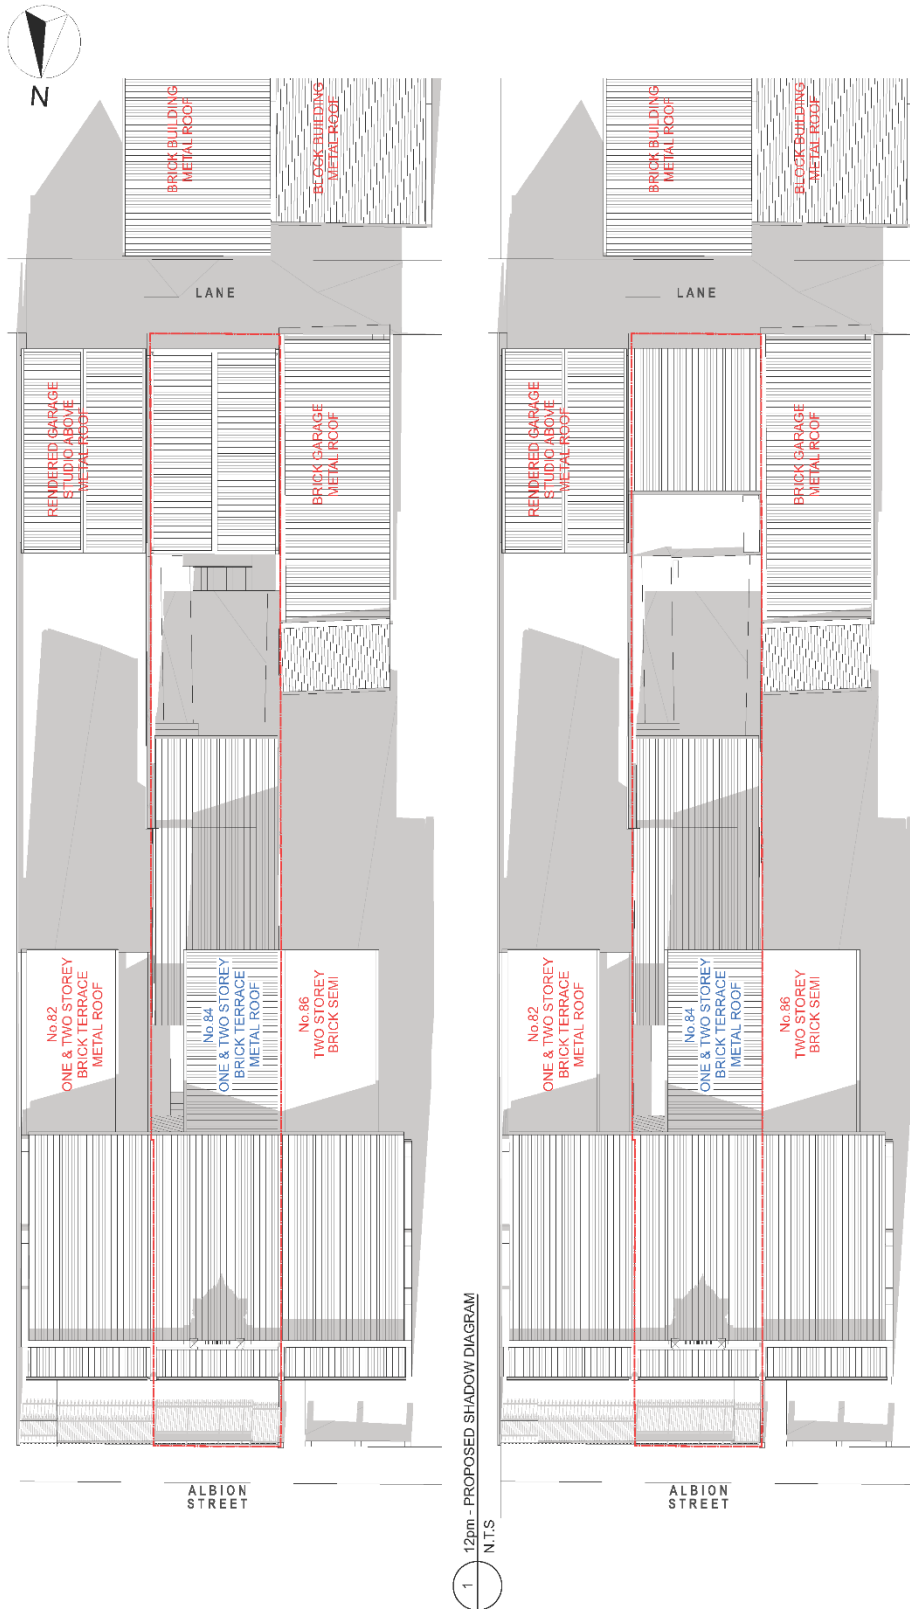 N
BRICK BUILDING
METAL ROOF
BLOCK BUILDING
METAL ROOF
LANE
RENDERED GARAGE
STUDIO ABOVE
METAL ROOF
BRICK GARAGE
METAL ROOF
No.82
ONE & TWO STOREY
BRICK TERRACE
METAL ROOF
No.84
ONE & TWO STOREY
BRICK TERRACE
METAL ROOF
No.86
TWO STOREY
BRICK SEMI
ALBION
STREET
1
12pm - PROPOSED SHADOW DIAGRAM
N.T.S
BRICK BUILDING
METAL ROOF
BLOCK BUILDING
METAL ROOF
LANE
RENDERED GARAGE
STUDIO ABOVE
METAL ROOF
BRICK GARAGE
METAL ROOF
No.82
ONE & TWO STOREY
BRICK TERRACE
METAL ROOF
No.84
ONE & TWO STOREY
BRICK TERRACE
METAL ROOF
No.86
TWO STOREY
BRICK SEMI
ALBION
STREET